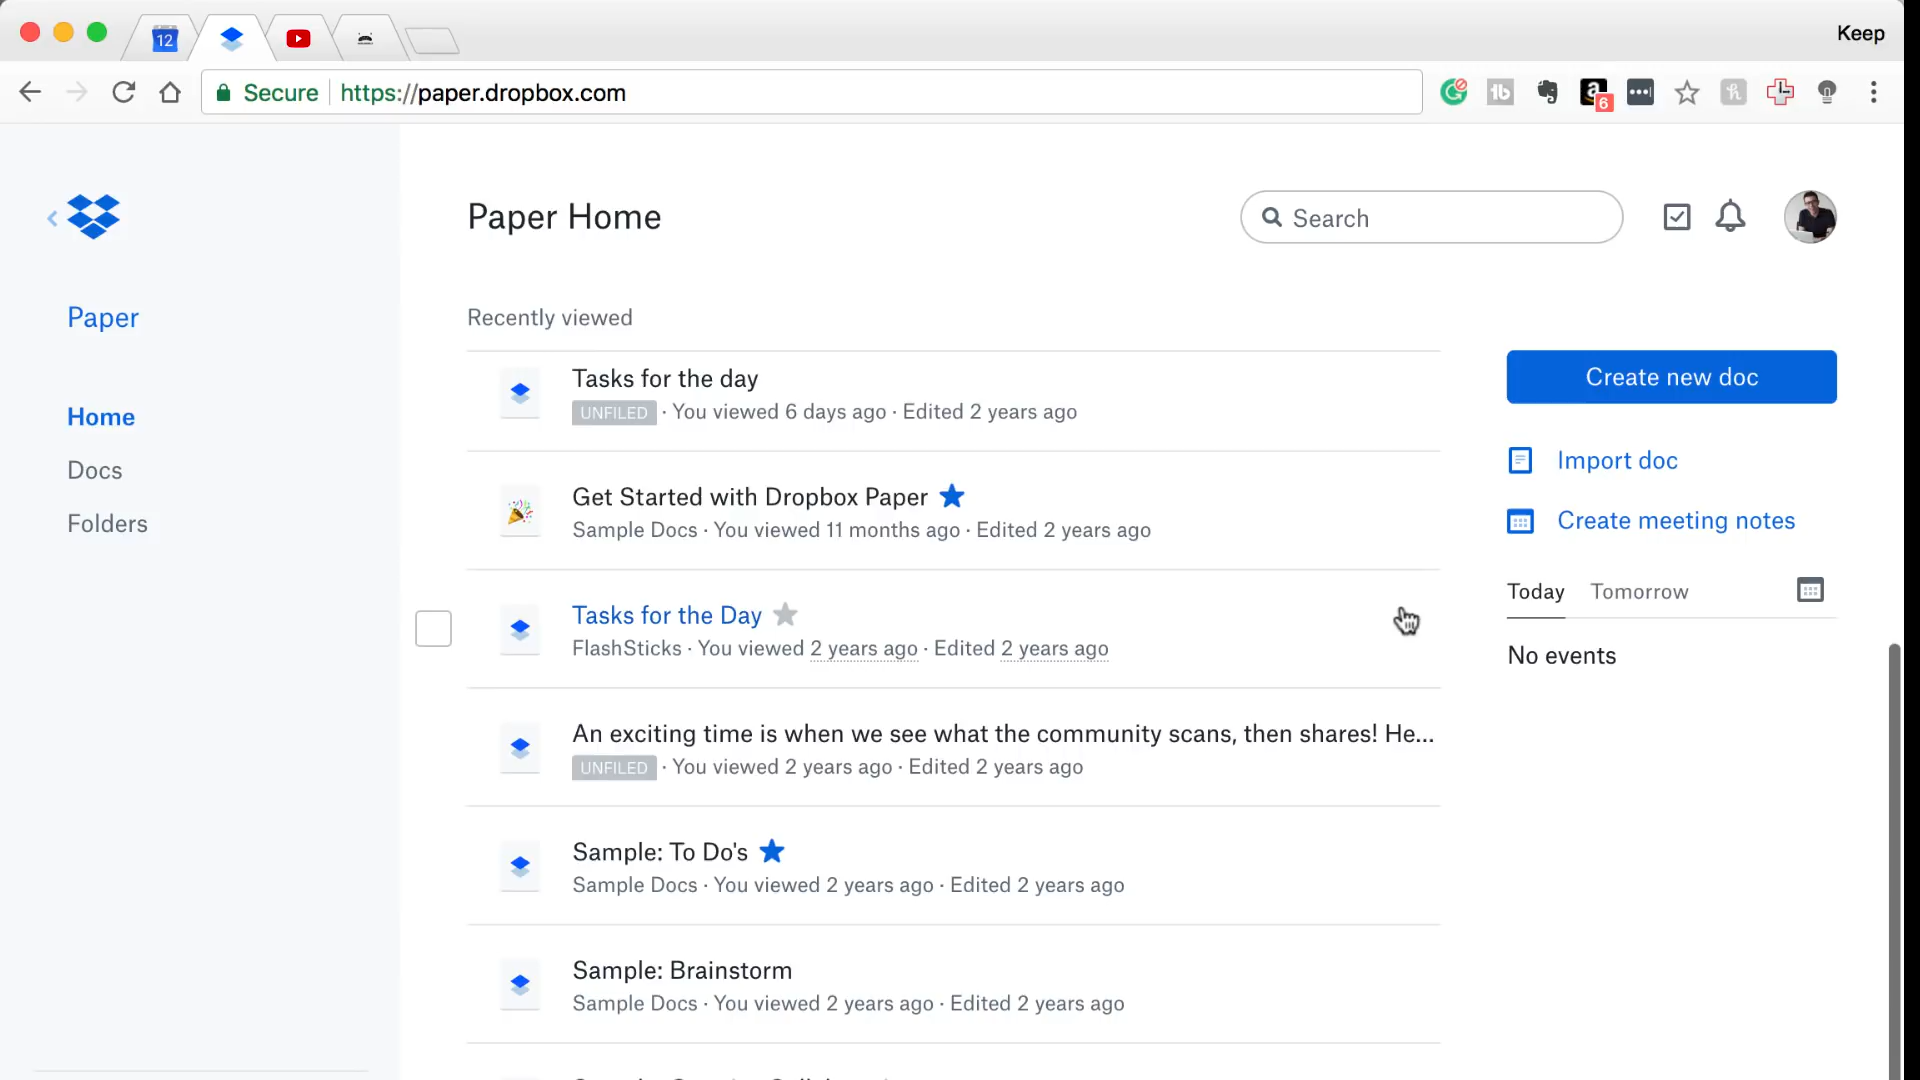 12
Keep
Secure https://paper.dropbox.com
6
Paper Home
Search
Paper
Home
Docs
Folders
Recently viewed
Tasks for the day
UNFILED · You viewed 6 days ago · Edited 2 years ago
Get Started with Dropbox Paper
Sample Docs · You viewed 11 months ago · Edited 2 years ago
Tasks for the Day
FlashSticks · You viewed 2 years ago · Edited 2 years ago
An exciting time is when we see what the community scans, then shares! He...
UNFILED · You viewed 2 years ago · Edited 2 years ago
Sample: To Do's
Sample Docs · You viewed 2 years ago · Edited 2 years ago
Sample: Brainstorm
Sample Docs · You viewed 2 years ago · Edited 2 years ago
Create new doc
Import doc
Create meeting notes
Today Tomorrow
No events